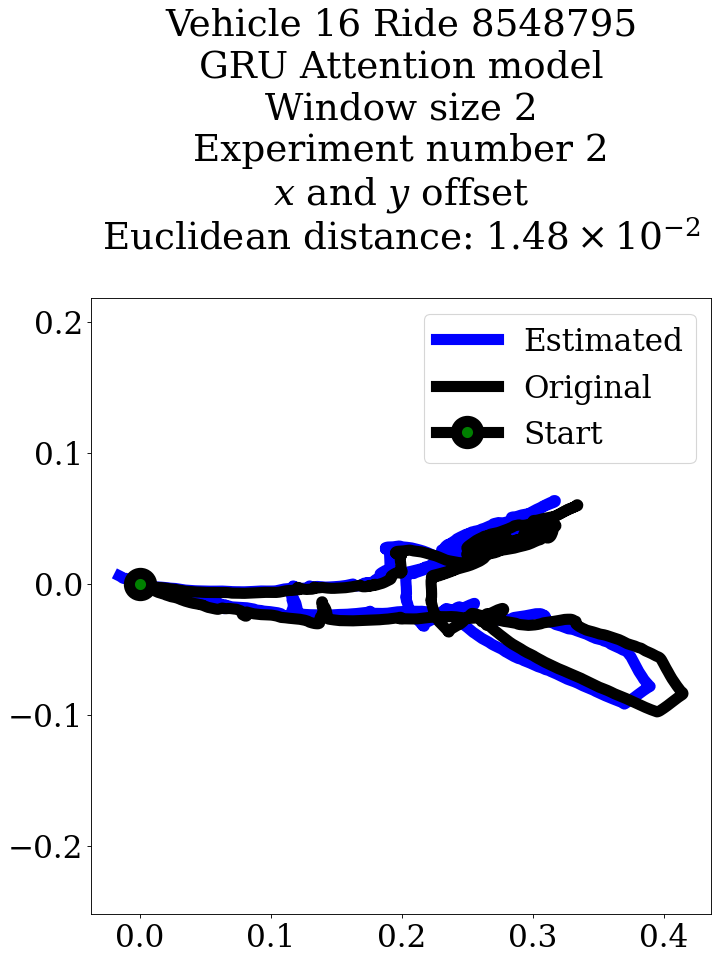 Vehicle 16 Ride 8548795
GRU Attention model
Window size 2
Experiment number 2
x and y offset
Euclidean distance: 1.48 × 10⁻²
Estimated
Original
Start
0.2
0.1
0.0
−0.1
−0.2
0.0 0.1 0.2 0.3 0.4